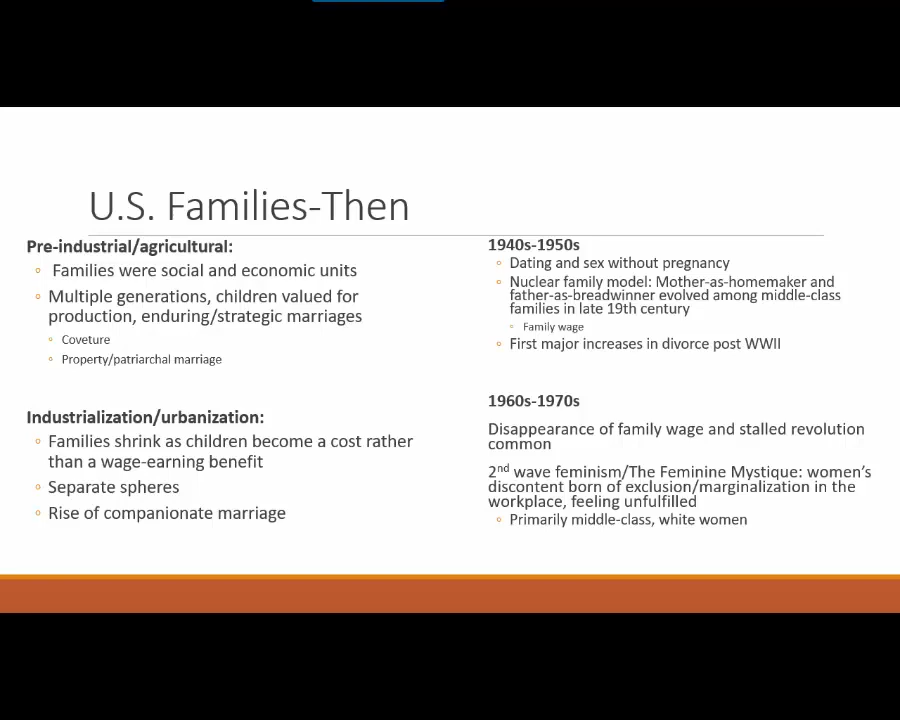 U.S. Families-Then
Pre-industrial/agricultural:
◦ Families were social and economic units
◦ Multiple generations, children valued for
production, enduring/strategic marriages
◦ Coveture
◦ Property/patriarchal marriage
Industrialization/urbanization:
◦ Families shrink as children become a cost rather
than a wage-earning benefit
◦ Separate spheres
◦ Rise of companionate marriage
1940s-1950s
◦ Dating and sex without pregnancy
◦ Nuclear family model: Mother-as-homemaker and
father-as-breadwinner evolved among middle-class
families in late 19th century
◦ Family wage
◦ First major increases in divorce post WWII
1960s-1970s
Disappearance of family wage and stalled revolution
common
2nd wave feminism/The Feminine Mystique: women's
discontent born of exclusion/marginalization in the
workplace, feeling unfulfilled
◦ Primarily middle-class, white women